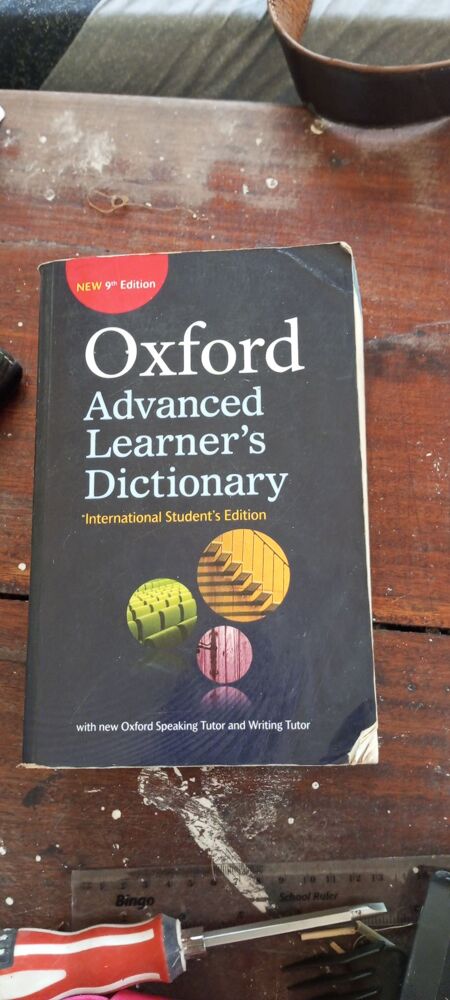 NEW 9th Edition
Oxford
Advanced
Learner's
Dictionary
International Student's Edition
with new Oxford Speaking Tutor and Writing Tutor
Bingo
School Ruler